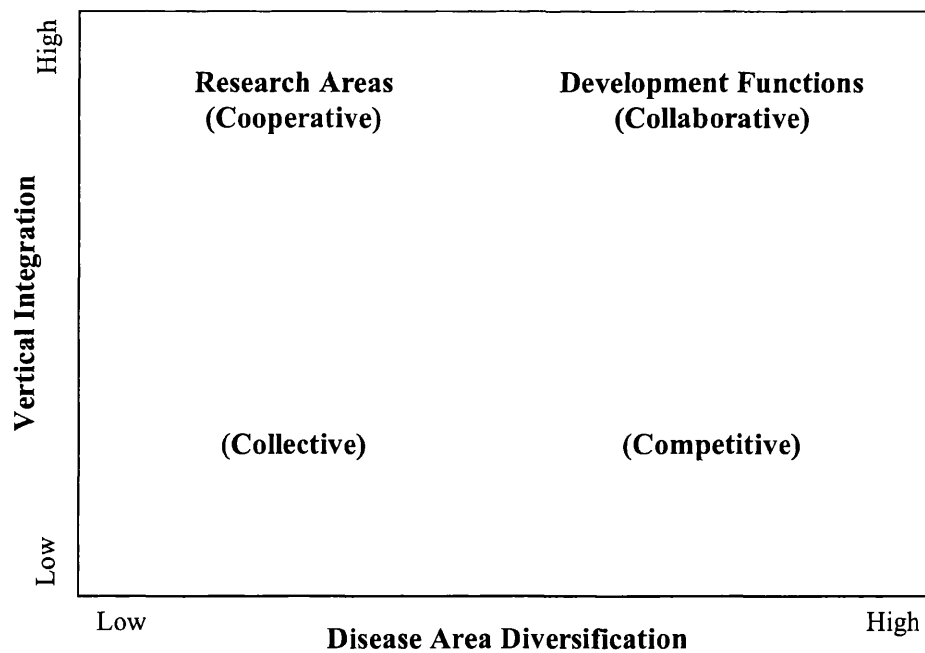 High
Research Areas
(Cooperative)
Development Functions
(Collaborative)
Vertical Integration
(Collective)
(Competitive)
Low
Low
Disease Area Diversification
High